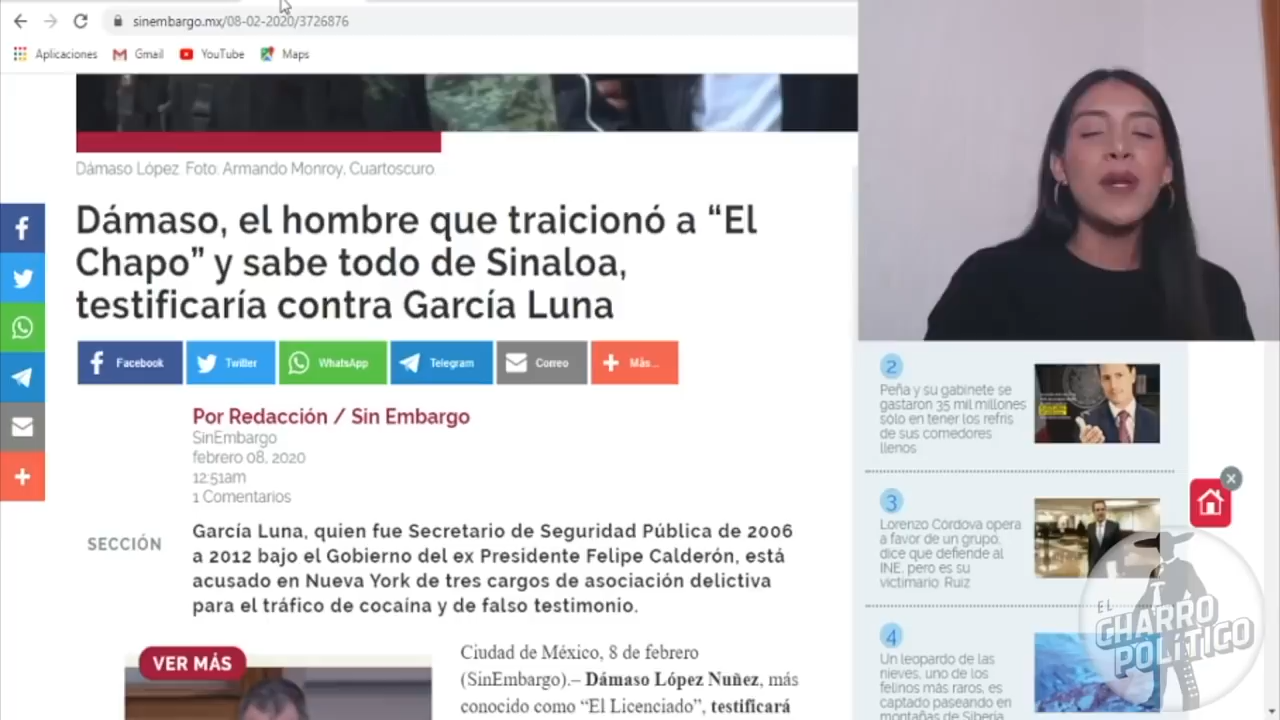 sinembargo.mx/08-02-2020/3726876
Aplicaciones Gmail YouTube Maps
Dámaso López. Foto: Armando Monroy, Cuartoscuro
Dámaso, el hombre que traicionó a “El
Chapo” y sabe todo de Sinaloa,
testificaría contra García Luna
Facebook Twitter WhatsApp Telegram Correo Más...
Por Redacción / Sin Embargo
SinEmbargo
febrero 08, 2020
12:51am
1 Comentarios
SECCIÓN
García Luna, quien fue Secretario de Seguridad Pública de 2006
a 2012 bajo el Gobierno del ex Presidente Felipe Calderón, está
acusado en Nueva York de tres cargos de asociación delictiva
para el tráfico de cocaína y de falso testimonio.
VER MÁS
Ciudad de México, 8 de febrero
(SinEmbargo).– Dámaso López Nuñez, más
conocido como “El Licenciado”, testificará
2
Peña y su gabinete se
gastaron 35 mil millones
sólo en tener los refris
de sus comedores
llenos
3
Lorenzo Córdova opera
a favor de un grupo,
dice que defiende al
INE, pero es su
victimario: Ruiz
4
Un leopardo de las
nieves, uno de los
felinos más raros, es
captado paseando en
montañas de Siberia
EL
CHARRO
POLÍTICO